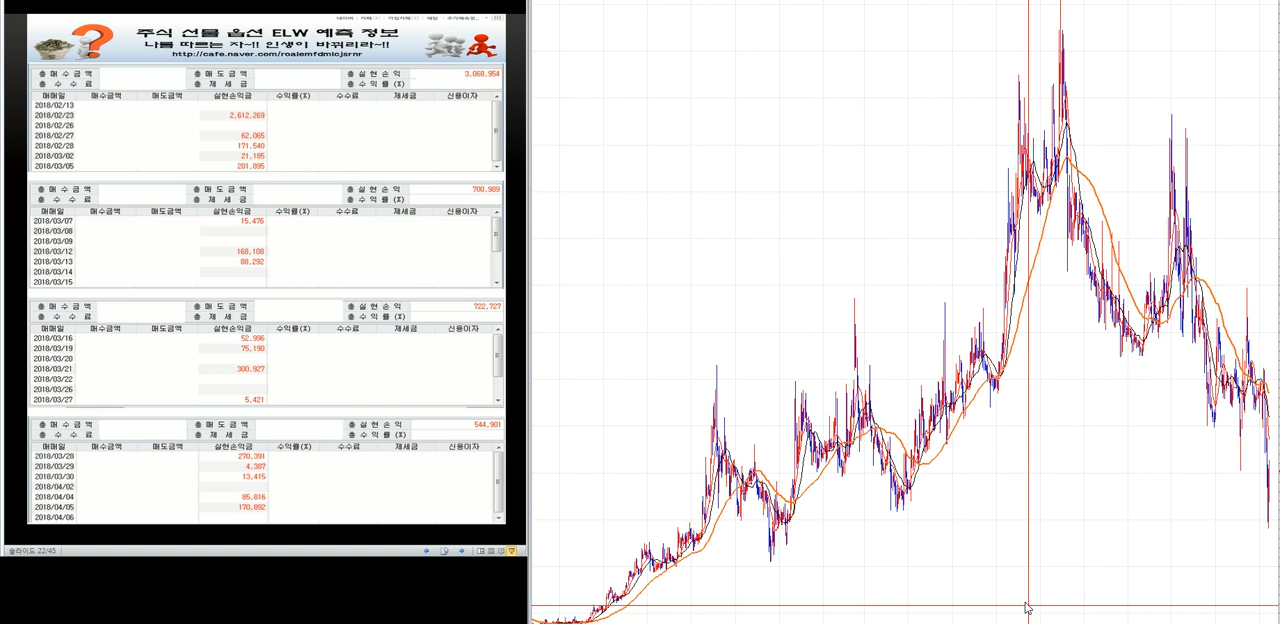 주식 선물 옵션 ELW 예측 정보
나를 따르는 자~!! 인생이 바뀌리라~!!
http://cafe.naver.com/roalemfdmlcjsrnr
총 매 수 금 액 총 매 도 금 액 총 실 현 손 익 3,068,954
총 수 수 료 총 제 세 금 총 수 익 률 (%)
매매일 매수금액 매도금액 실현손익금 수익률(%) 수수료 제세금 신용이자
2018/02/13
2018/02/23 2,612,269
2018/02/26
2018/02/27 62,065
2018/02/28 171,540
2018/03/02 21,185
2018/03/05 201,895
총 매 수 금 액 총 매 도 금 액 총 실 현 손 익 700,989
총 수 수 료 총 제 세 금 총 수 익 률 (%)
매매일 매수금액 매도금액 실현손익금 수익률(%) 수수료 제세금 신용이자
2018/03/07 15,476
2018/03/08
2018/03/09
2018/03/12 168,108
2018/03/13 88,292
2018/03/14
2018/03/15
총 매 수 금 액 총 매 도 금 액 총 실 현 손 익 722,727
총 수 수 료 총 제 세 금 총 수 익 률 (%)
매매일 매수금액 매도금액 실현손익금 수익률(%) 수수료 제세금 신용이자
2018/03/16 52,996
2018/03/19 75,190
2018/03/20
2018/03/21 300,927
2018/03/22
2018/03/26
2018/03/27 5,421
총 매 수 금 액 총 매 도 금 액 총 실 현 손 익 544,901
총 수 수 료 총 제 세 금 총 수 익 률 (%)
매매일 매수금액 매도금액 실현손익금 수익률(%) 수수료 제세금 신용이자
2018/03/28 270,391
2018/03/29 4,387
2018/03/30 13,415
2018/04/02
2018/04/04 85,816
2018/04/05 170,892
2018/04/06
슬라이드 22/45